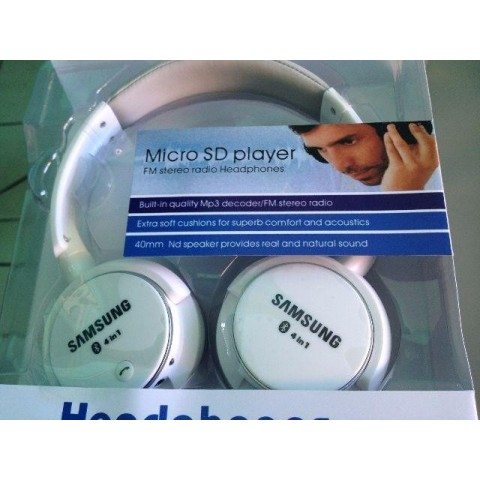 Micro SD player
FM stereo radio Headphones
Built-in quality Mp3 decoder/FM stereo radio
Extra soft cushions for superb comfort and acoustics
40mm Nd speaker provides real and natural sound
SAMSUNG
4 in 1
SAMSUNG
4 in 1
Headphones